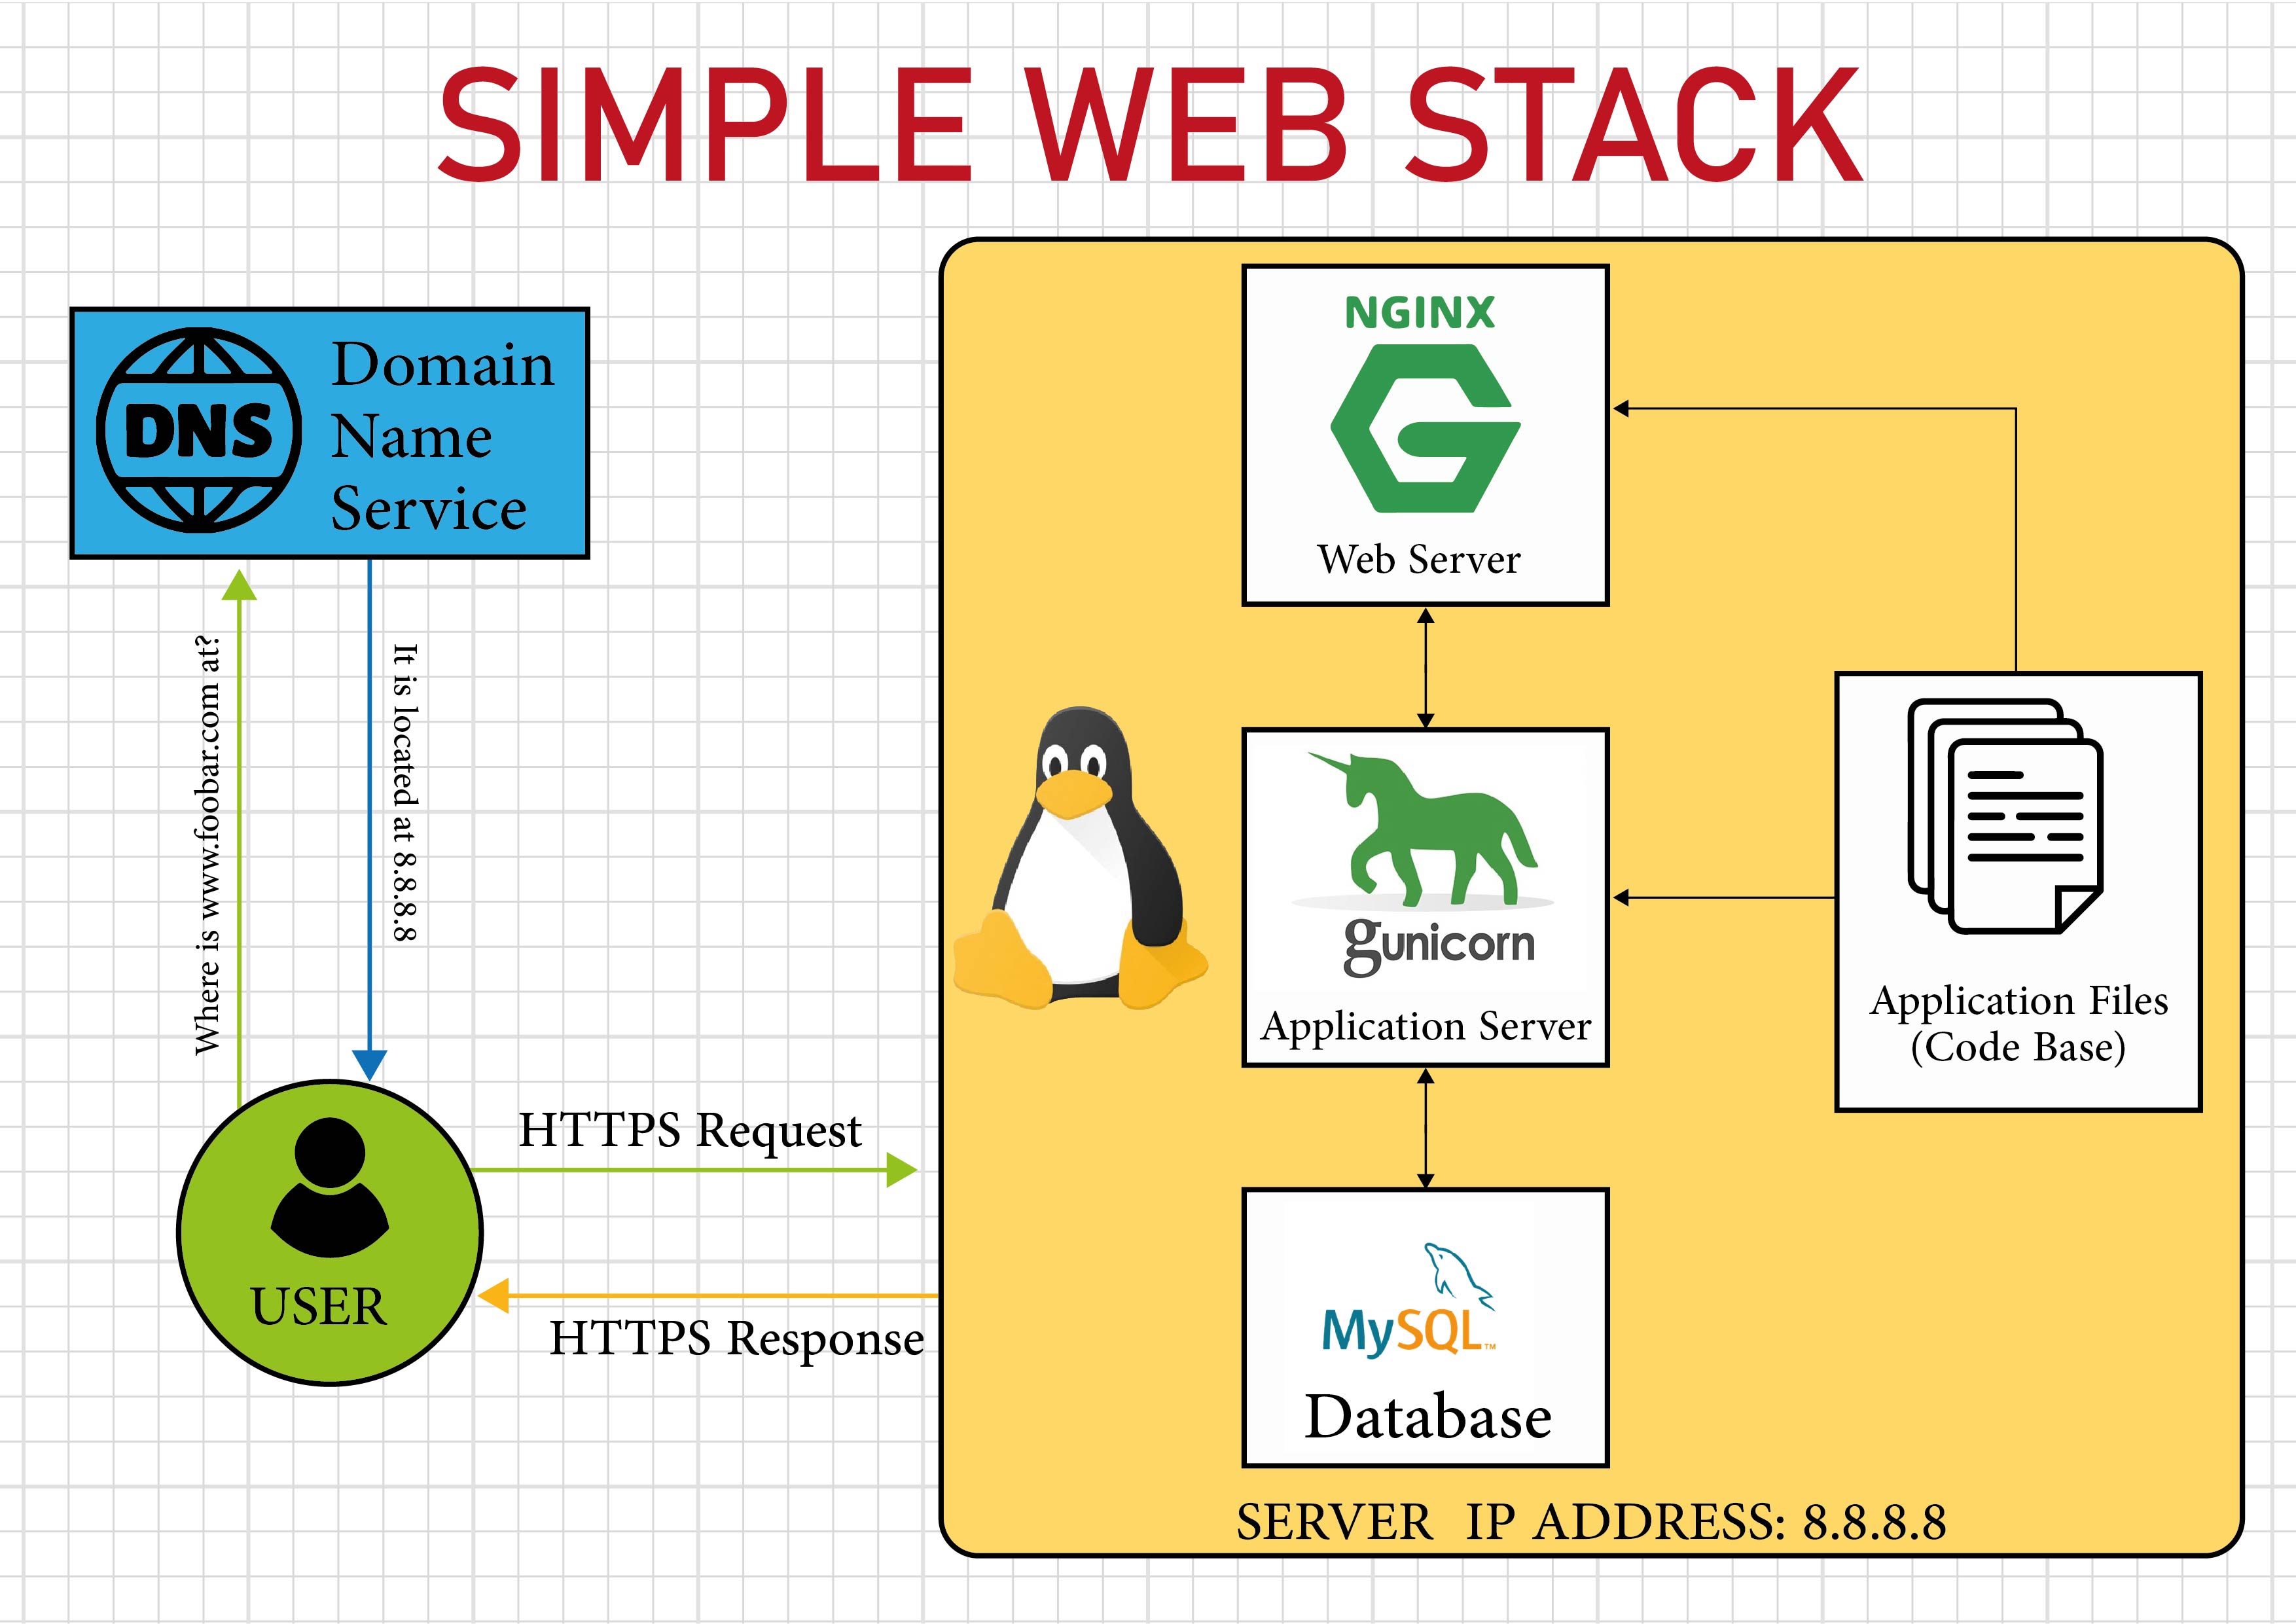 SIMPLE WEB STACK
DNS
Domain
Name
Service
Where is www.foobar.com at?
It is located at 8.8.8.8
USER
HTTPS Request
HTTPS Response
NGINX
Web Server
gunicorn
Application Server
Application Files
(Code Base)
MySQL™
Database
SERVER IP ADDRESS: 8.8.8.8